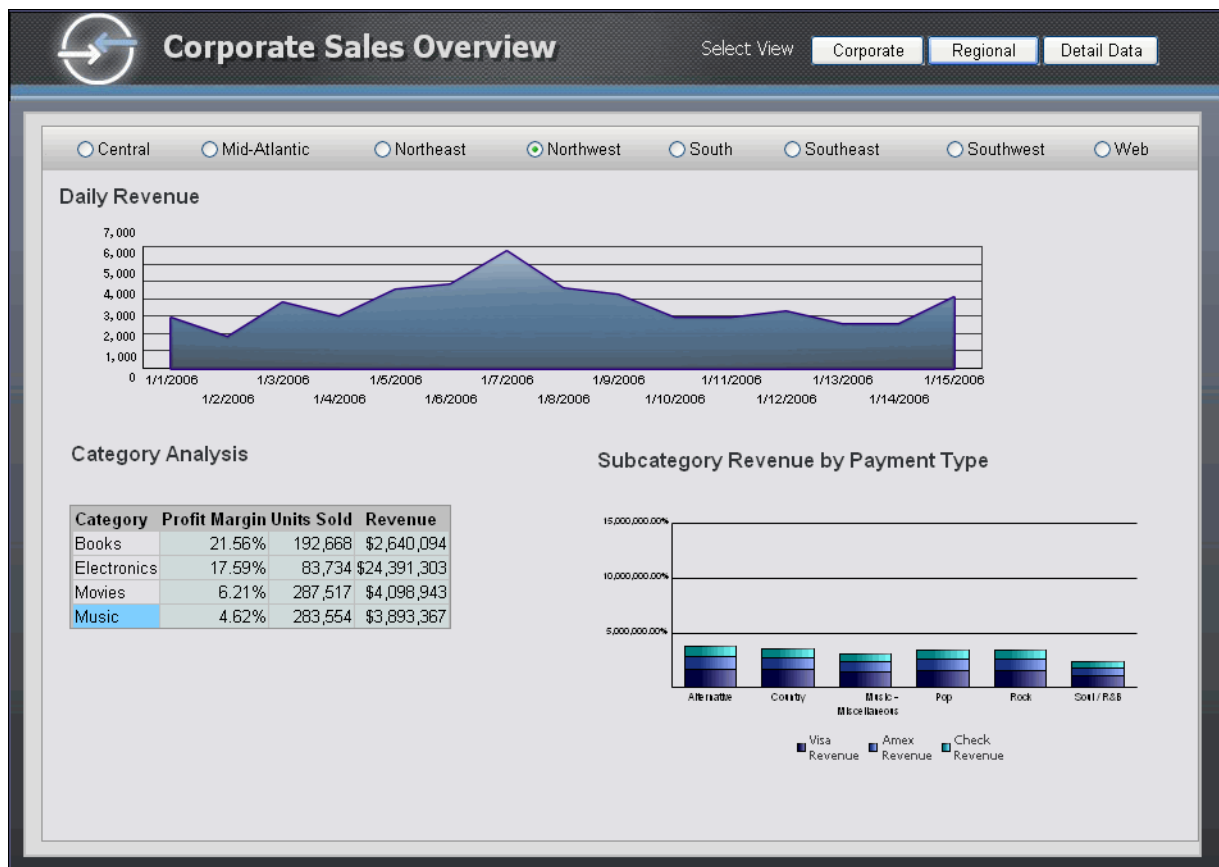 Corporate Sales Overview
Select View Corporate Regional Detail Data
Central Mid-Atlantic Northeast Northwest South Southeast Southwest Web
Daily Revenue
7,000
6,000
5,000
4,000
3,000
2,000
1,000
0
1/1/2006 1/3/2006 1/5/2006 1/7/2006 1/9/2006 1/11/2006 1/13/2006 1/15/2006
1/2/2006 1/4/2006 1/6/2006 1/8/2006 1/10/2006 1/12/2006 1/14/2006
Category Analysis
Category Profit Margin Units Sold Revenue
Books 21.56% 192,668 $2,640,094
Electronics 17.59% 83,734 $24,391,303
Movies 6.21% 287,517 $4,098,943
Music 4.62% 283,554 $3,893,367
Subcategory Revenue by Payment Type
15,000,000.00%
10,000,000.00%
5,000,000.00%
Alternative Country Music - Pop Rock Soul / R&B
Miscellaneous
Visa Amex Check
Revenue Revenue Revenue